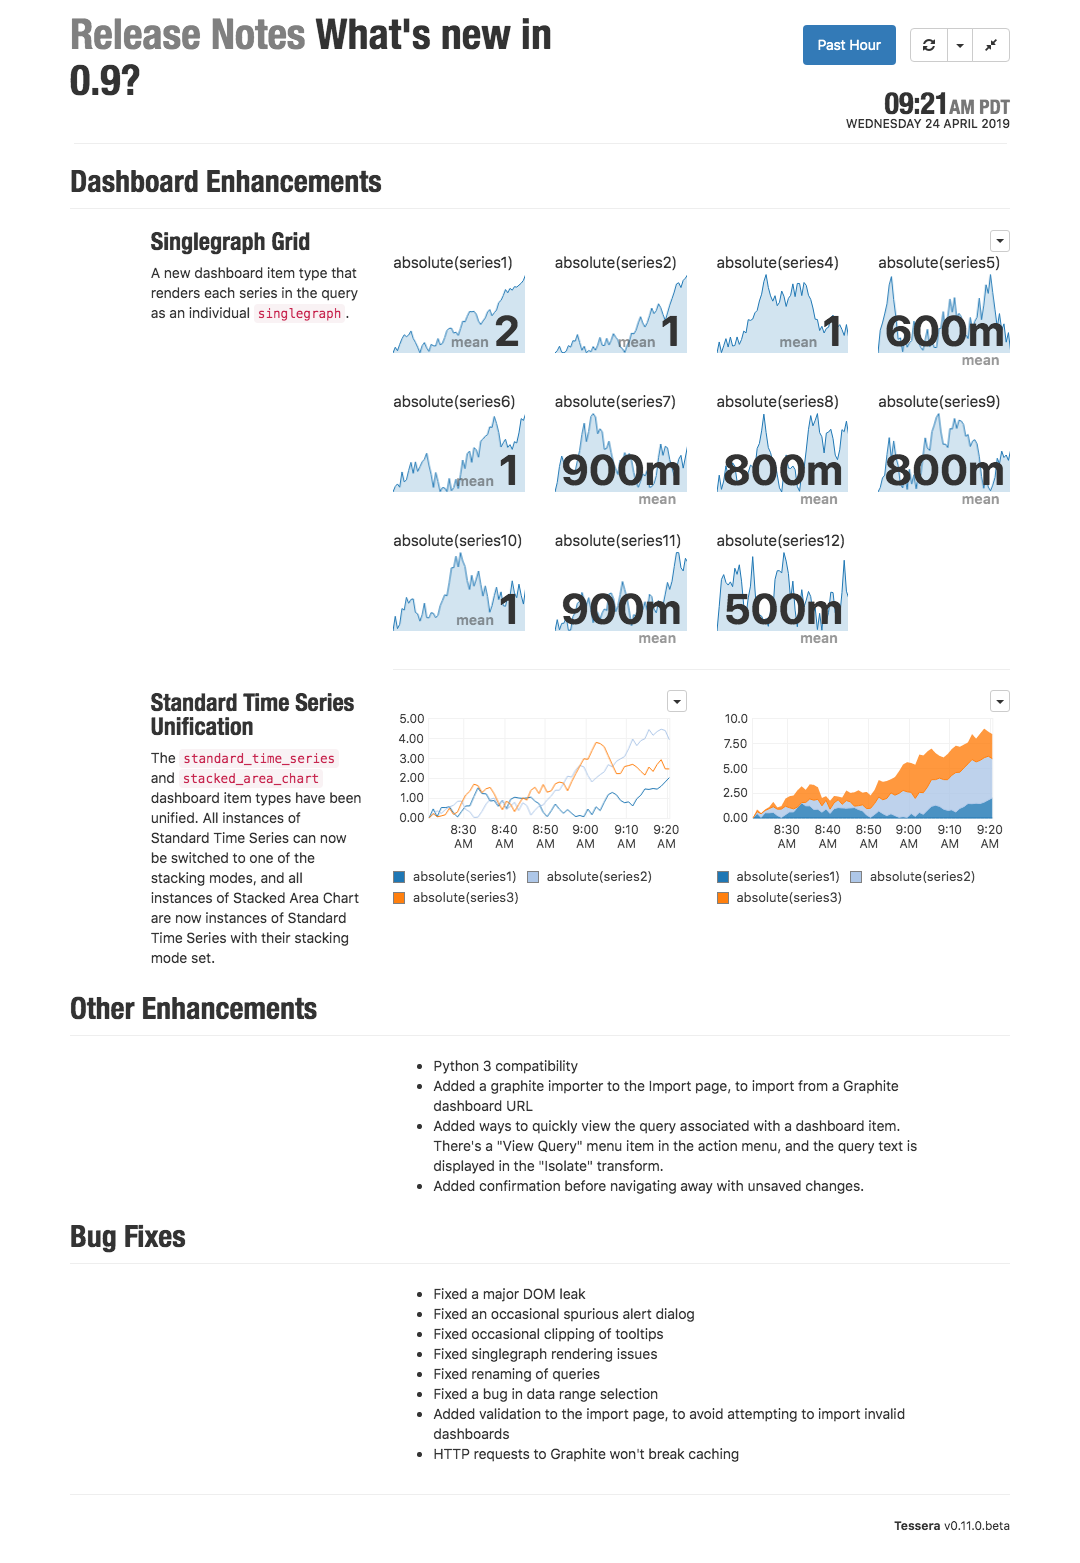 Release Notes What's new in
0.9?
Past Hour
09:21 AM PDT
WEDNESDAY 24 APRIL 2019
Dashboard Enhancements
Singlegraph Grid
A new dashboard item type that
renders each series in the query
as an individual singlegraph.
absolute(series1)
mean 2
absolute(series2)
mean 1
absolute(series4)
mean 1
absolute(series5)
600m
mean
absolute(series6)
mean 1
absolute(series7)
900m
mean
absolute(series8)
800m
mean
absolute(series9)
800m
mean
absolute(series10)
mean 1
absolute(series11)
900m
mean
absolute(series12)
500m
mean
Standard Time Series
Unification
The standard_time_series
and stacked_area_chart
dashboard item types have been
unified. All instances of
Standard Time Series can now
be switched to one of the
stacking modes, and all
instances of Stacked Area Chart
are now instances of Standard
Time Series with their stacking
mode set.
5.00
4.00
3.00
2.00
1.00
0.00
8:30 8:40 8:50 9:00 9:10 9:20
AM AM AM AM AM AM
absolute(series1) absolute(series2)
absolute(series3)
10.0
7.50
5.00
2.50
0.00
8:30 8:40 8:50 9:00 9:10 9:20
AM AM AM AM AM AM
absolute(series1) absolute(series2)
absolute(series3)
Other Enhancements
• Python 3 compatibility
• Added a graphite importer to the Import page, to import from a Graphite
dashboard URL
• Added ways to quickly view the query associated with a dashboard item.
There's a "View Query" menu item in the action menu, and the query text is
displayed in the "Isolate" transform.
• Added confirmation before navigating away with unsaved changes.
Bug Fixes
• Fixed a major DOM leak
• Fixed an occasional spurious alert dialog
• Fixed occasional clipping of tooltips
• Fixed singlegraph rendering issues
• Fixed renaming of queries
• Fixed a bug in data range selection
• Added validation to the import page, to avoid attempting to import invalid
dashboards
• HTTP requests to Graphite won't break caching
Tessera v0.11.0.beta